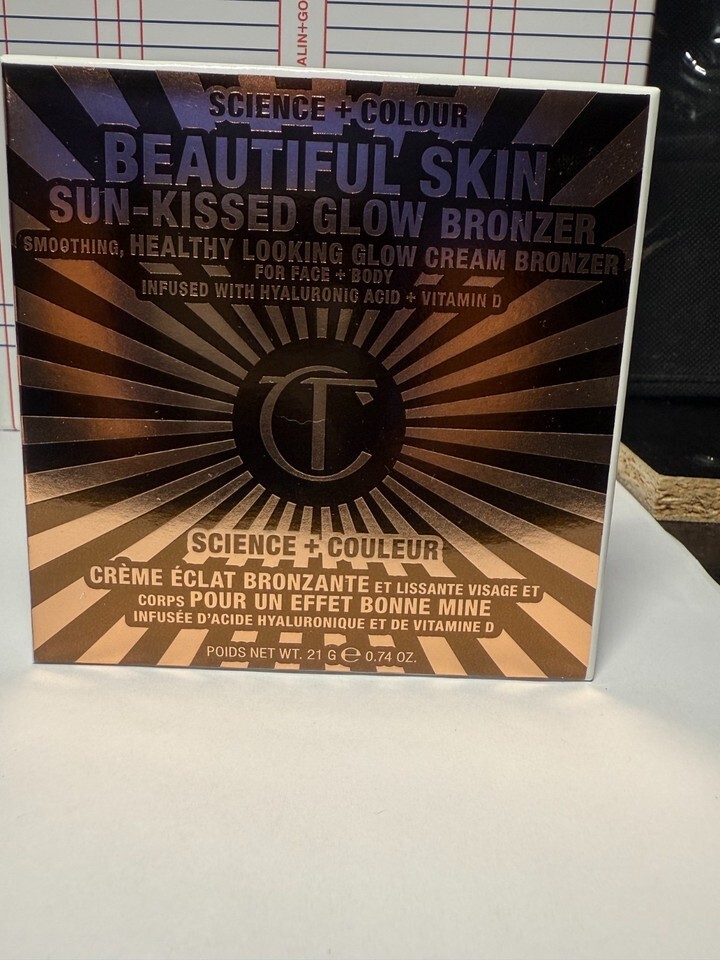 ALIN+GO
SCIENCE + COLOUR
BEAUTIFUL SKIN
SUN-KISSED GLOW BRONZER
SMOOTHING, HEALTHY LOOKING GLOW CREAM BRONZER
FOR FACE + BODY
INFUSED WITH HYALURONIC ACID + VITAMIN D
CT
SCIENCE + COULEUR
CRÈME ÉCLAT BRONZANTE ET LISSANTE VISAGE ET
CORPS POUR UN EFFET BONNE MINE
INFUSÉE D'ACIDE HYALURONIQUE ET DE VITAMINE D
POIDS NET WT. 21 G ℮ 0.74 OZ.